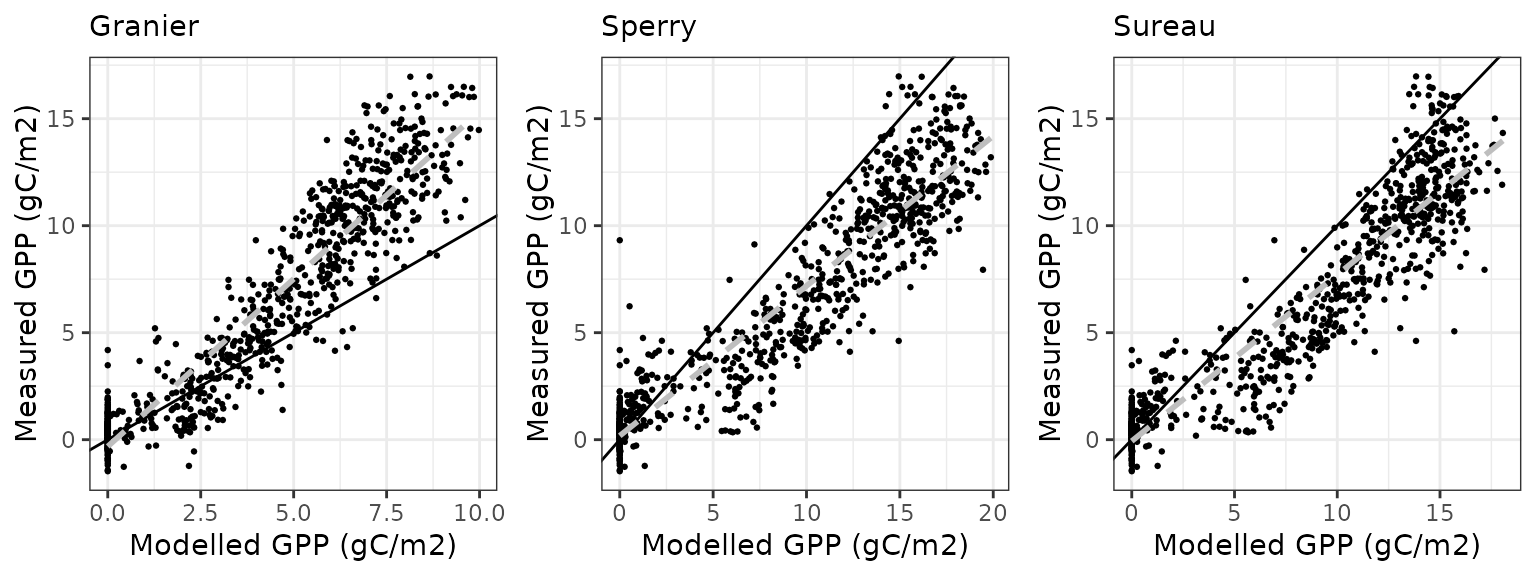 Granier
Measured GPP (gC/m2)
15
10
5
0
0.0 2.5 5.0 7.5 10.0
Modelled GPP (gC/m2)
Sperry
Measured GPP (gC/m2)
15
10
5
0
0 5 10 15 20
Modelled GPP (gC/m2)
Sureau
Measured GPP (gC/m2)
15
10
5
0
0 5 10 15
Modelled GPP (gC/m2)